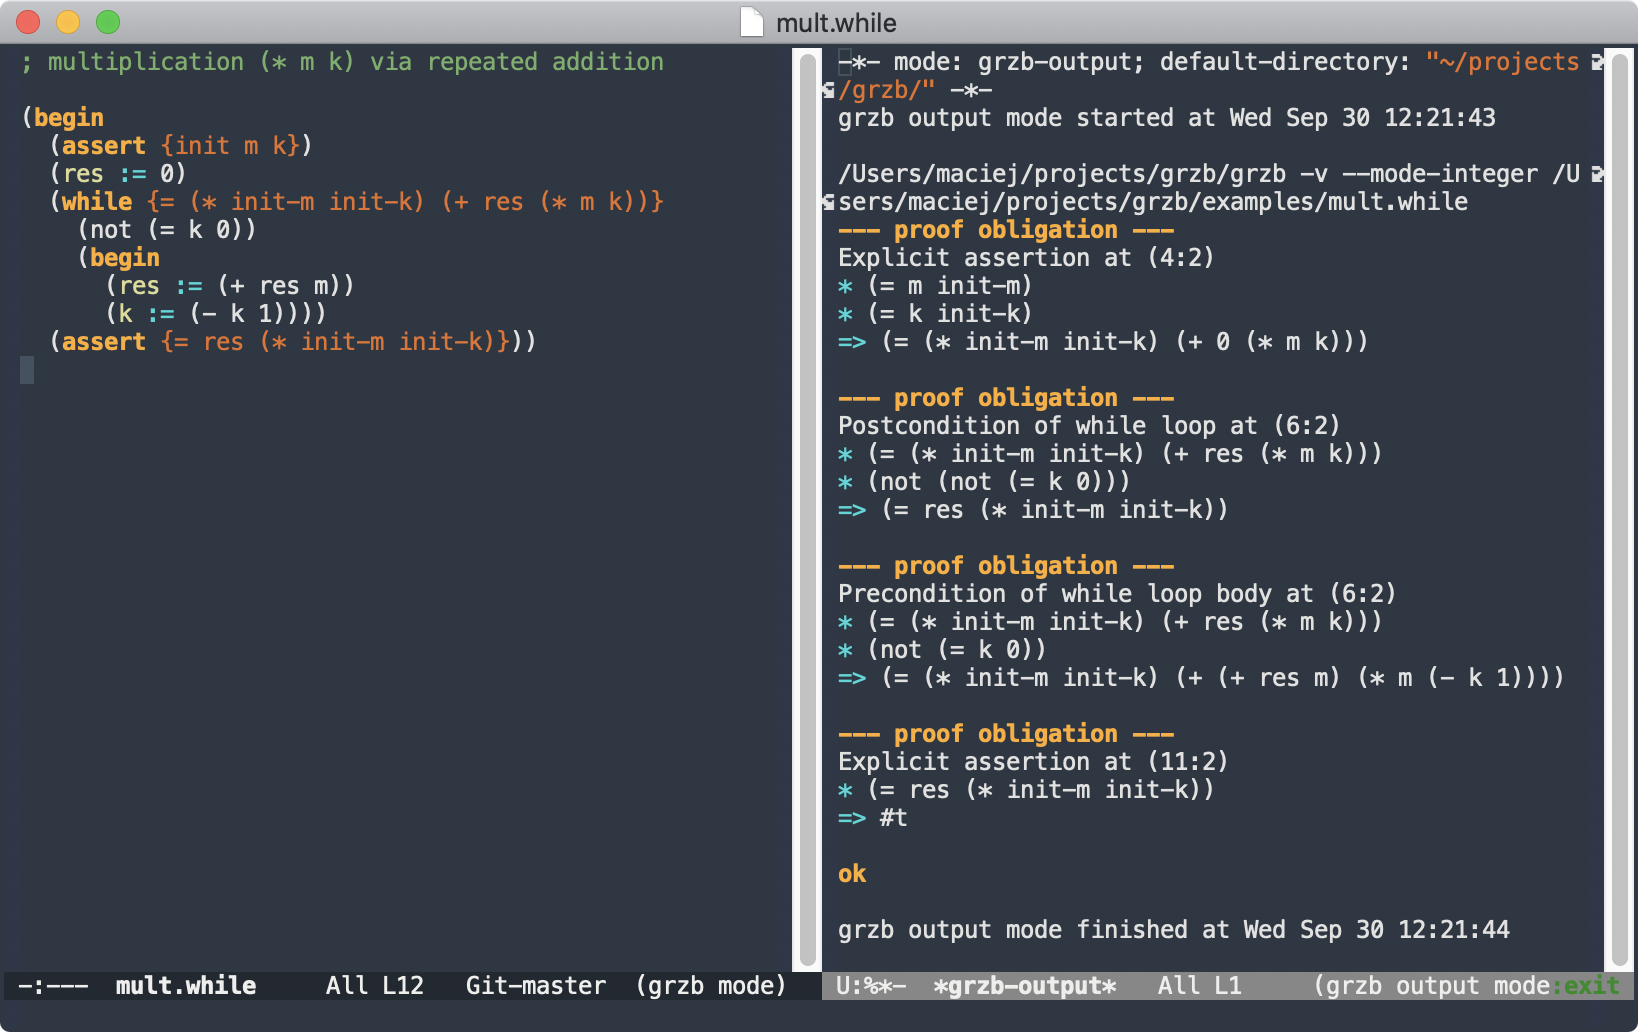 mult.while
; multiplication (* m k) via repeated addition
(begin
  (assert {init m k})
  (res := 0)
  (while {= (* init-m init-k) (+ res (* m k))}
    (not (= k 0))
    (begin
      (res := (+ res m))
      (k := (- k 1))))
  (assert {= res (* init-m init-k)}))
-:---  mult.while     All L12   Git-master  (grzb mode)
-*- mode: grzb-output; default-directory: "~/projects
/grzb/" -*-
grzb output mode started at Wed Sep 30 12:21:43
/Users/maciej/projects/grzb/grzb -v --mode-integer /U
sers/maciej/projects/grzb/examples/mult.while
--- proof obligation ---
Explicit assertion at (4:2)
* (= m init-m)
* (= k init-k)
=> (= (* init-m init-k) (+ 0 (* m k)))
--- proof obligation ---
Postcondition of while loop at (6:2)
* (= (* init-m init-k) (+ res (* m k)))
* (not (not (= k 0)))
=> (= res (* init-m init-k))
--- proof obligation ---
Precondition of while loop body at (6:2)
* (= (* init-m init-k) (+ res (* m k)))
* (not (= k 0))
=> (= (* init-m init-k) (+ (+ res m) (* m (- k 1))))
--- proof obligation ---
Explicit assertion at (11:2)
* (= res (* init-m init-k))
=> #t
ok
grzb output mode finished at Wed Sep 30 12:21:44
U:%*-  *grzb-output*   All L1     (grzb output mode:exit